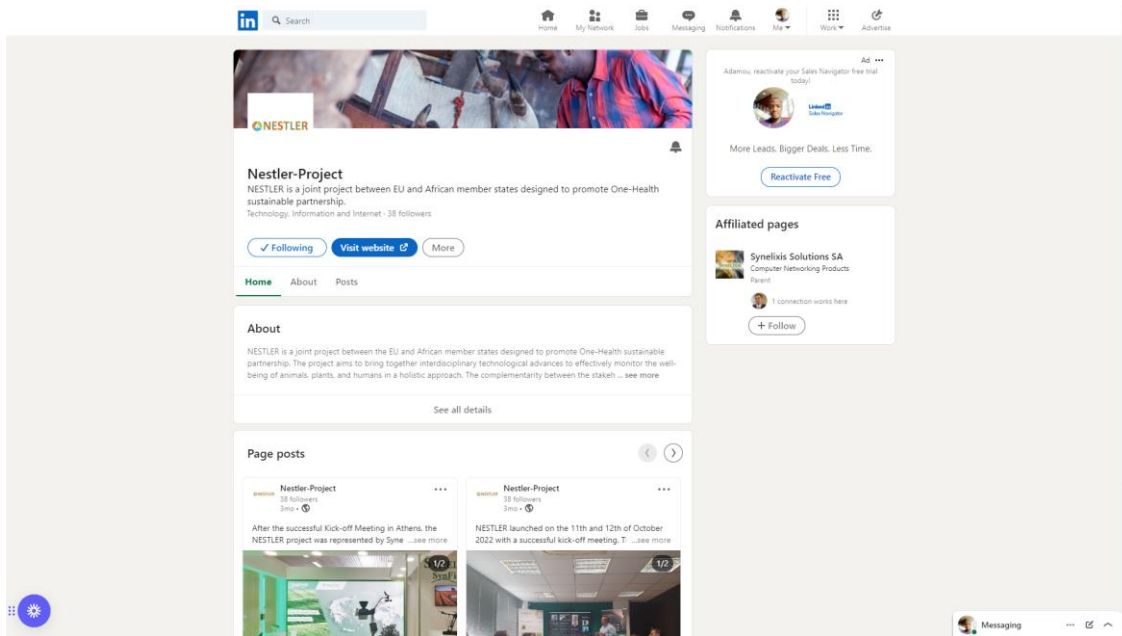 in
Search
Home
My Network
Jobs
Messaging
Notifications
Me
Work
Advertise
NESTLER
Nestler-Project
NESTLER is a joint project between EU and African member states designed to promote One-Health
sustainable partnership.
Technology, Information and Internet · 38 followers
✓ Following
Visit website
More
Home
About
Posts
About
NESTLER is a joint project between the EU and African member states designed to promote One-Health sustainable
partnership. The project aims to bring together interdisciplinary technological advances to effectively monitor the well-
being of animals, plants, and humans in a holistic approach. The complementarity between the stakeh ... see more
See all details
Page posts
Nestler-Project
38 followers
3mo •
After the successful Kick-off Meeting in Athens, the
NESTLER project was represented by Syne ...see more
1/2
Nestler-Project
38 followers
3mo •
NESTLER launched on the 11th and 12th of October
2022 with a successful kick-off meeting. T ...see more
1/2
Ad •••
Adamou, reactivate your Sales Navigator free trial
today!
Linked in
Sales Navigator
More Leads. Bigger Deals. Less Time.
Reactivate Free
Affiliated pages
Synelixis Solutions SA
Computer Networking Products
Parent
1 connection works here
+ Follow
Messaging